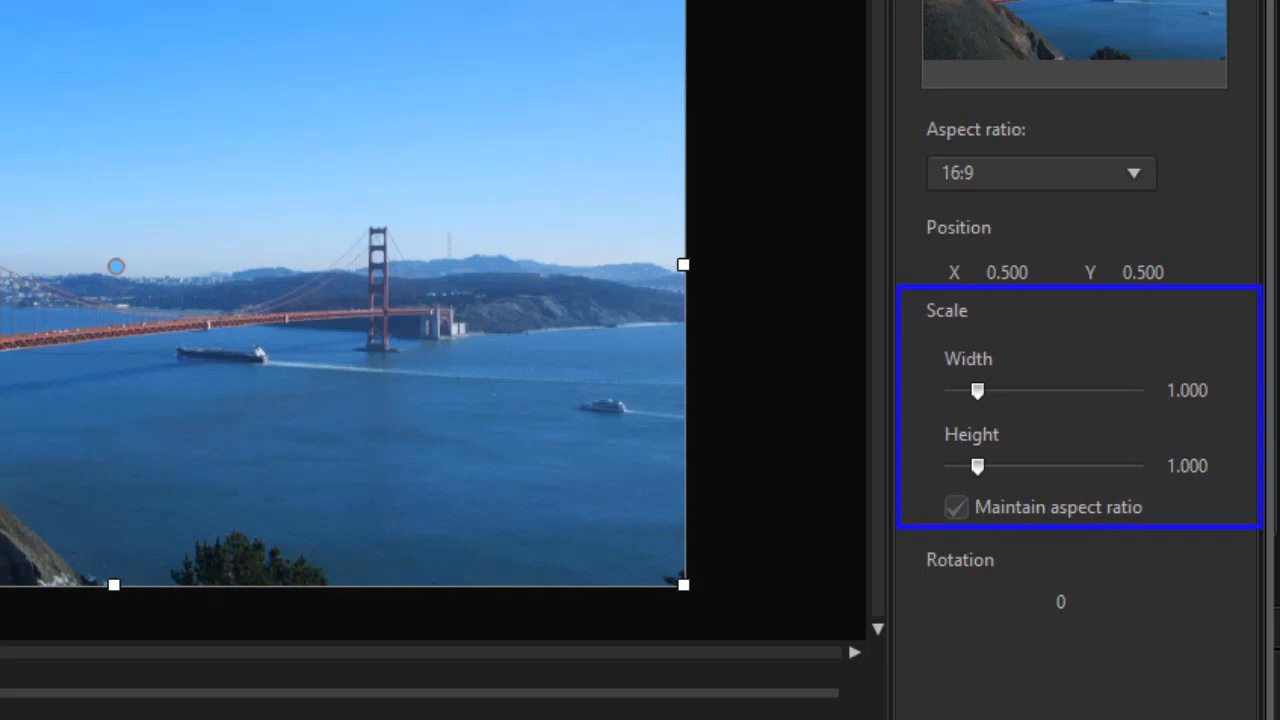 Aspect ratio:
16:9
Position
X 0.500 Y 0.500
Scale
Width
1.000
Height
1.000
Maintain aspect ratio
Rotation
0